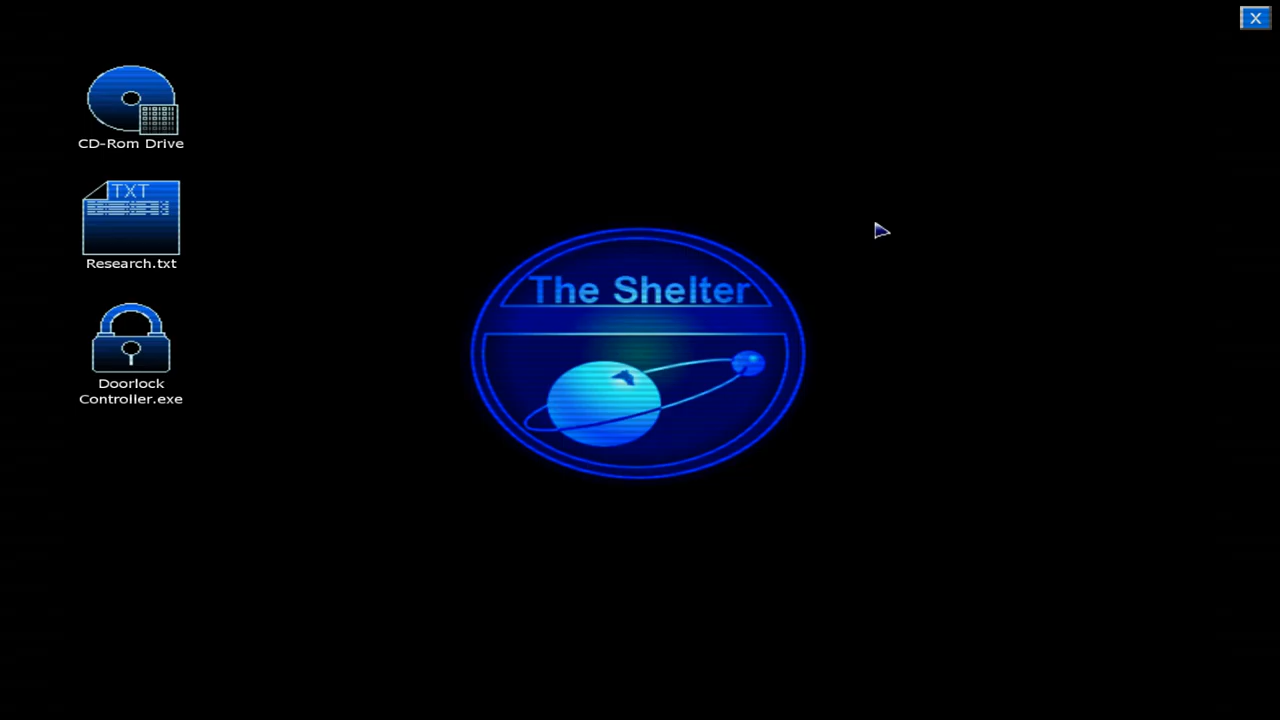 X
CD-Rom Drive
TXT
Research.txt
Doorlock
Controller.exe
The Shelter